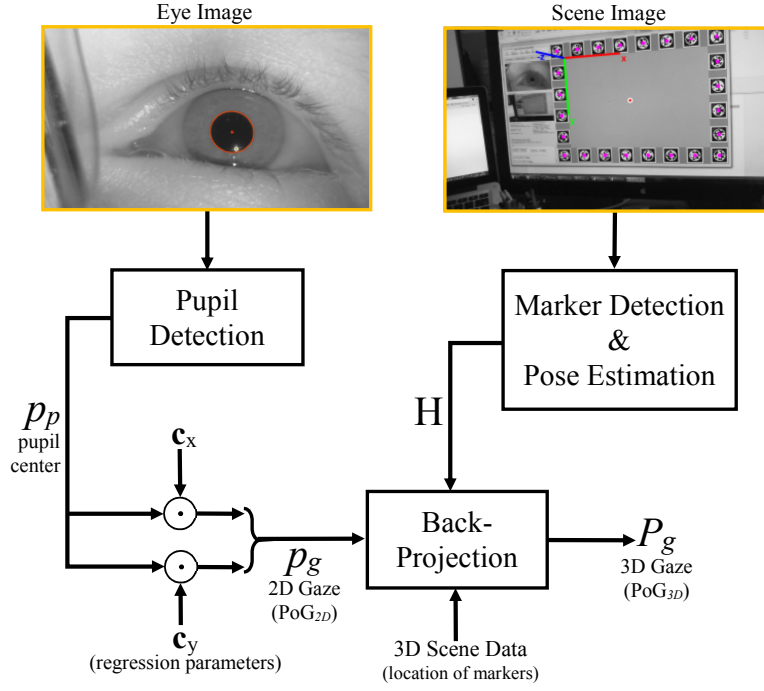 Eye Image
Scene Image
-z
x
Pupil
Detection
Marker Detection
&
Pose Estimation
p_p
pupil
center
c_x
H
Back-
Projection
p_g
2D Gaze
(PoG_2D)
P_g
3D Gaze
(PoG_3D)
c_y
(regression parameters)
3D Scene Data
(location of markers)